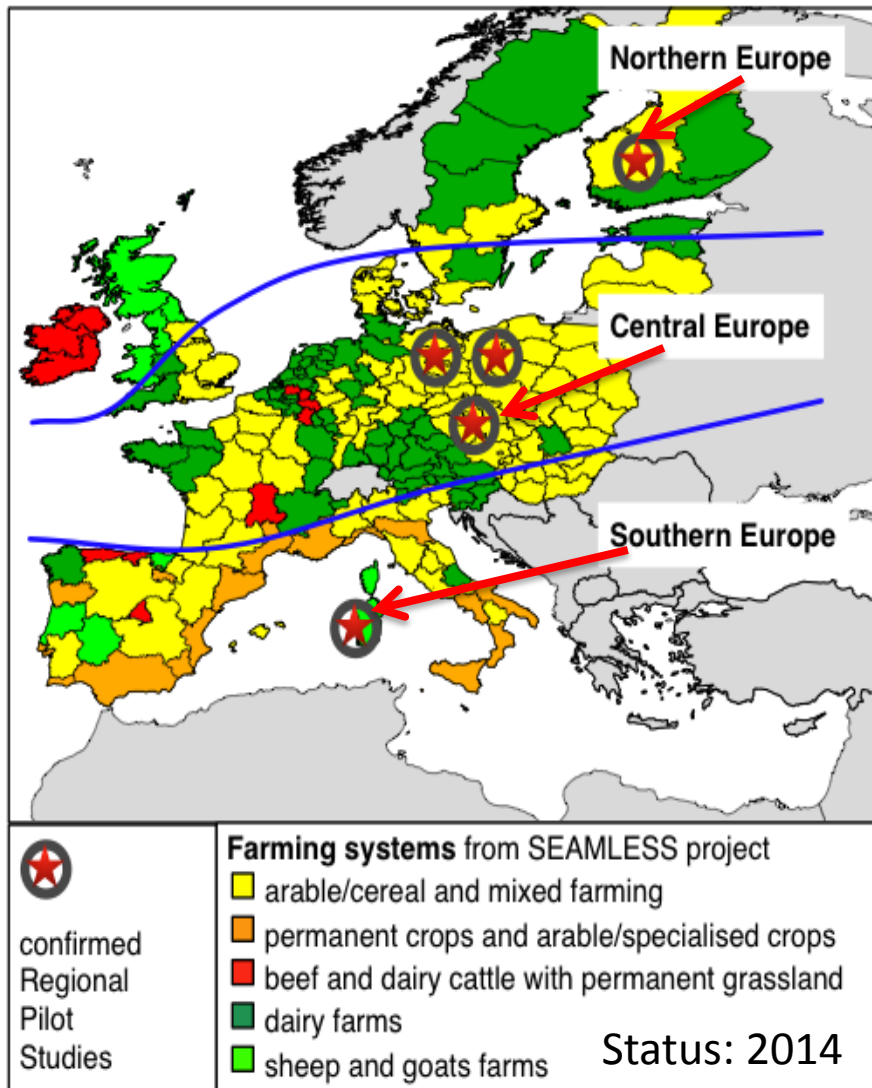 Northern Europe
Central Europe
Southern Europe
confirmed
Regional
Pilot
Studies
Farming systems from SEAMLESS project
arable/cereal and mixed farming
permanent crops and arable/specialised crops
beef and dairy cattle with permanent grassland
dairy farms
sheep and goats farms
Status: 2014